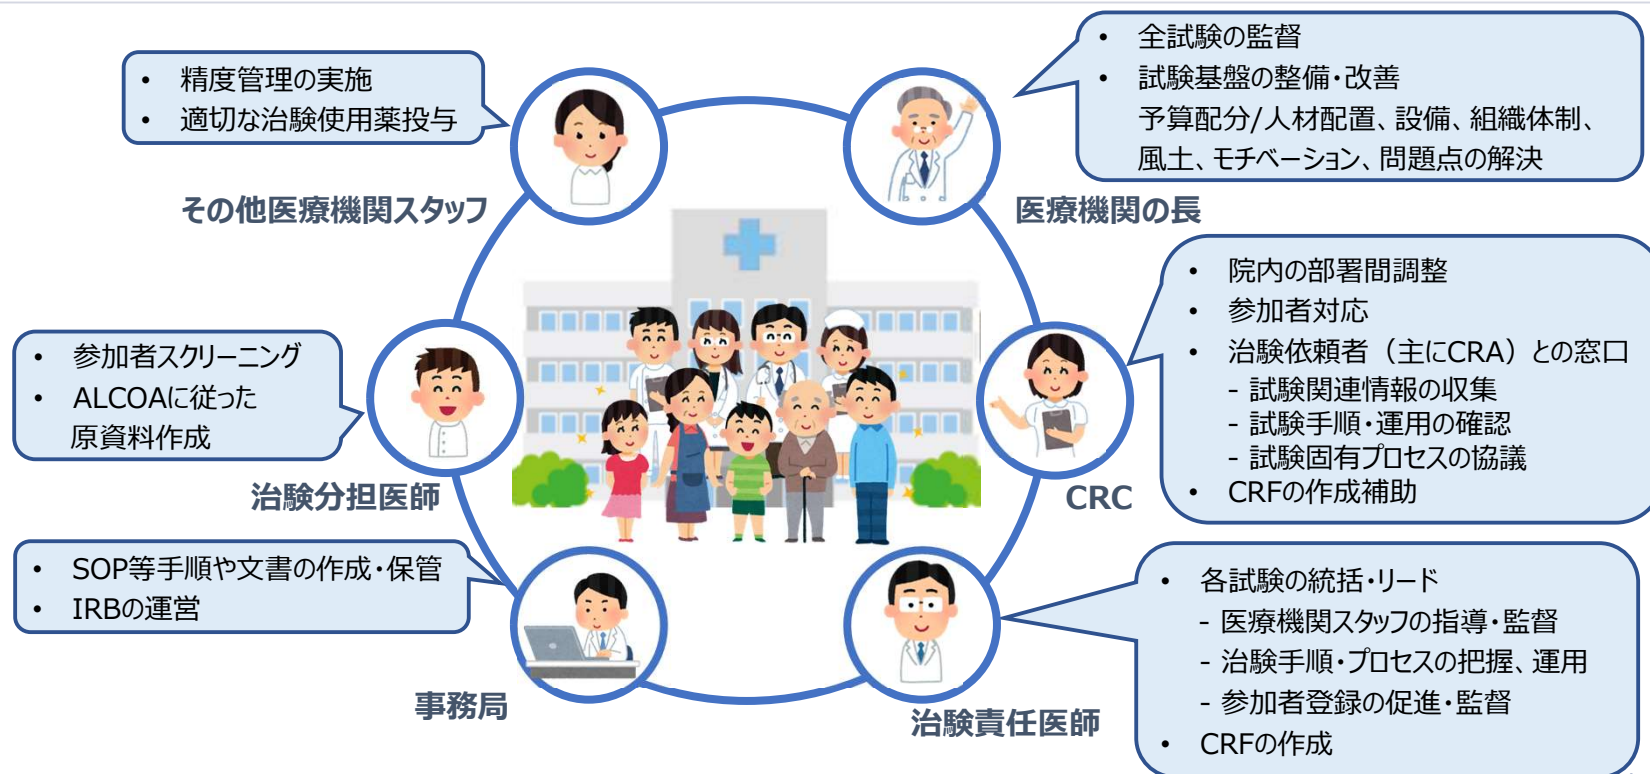 • 精度管理の実施
• 適切な治験使用薬投与
その他医療機関スタッフ
• 全試験の監督
• 試験基盤の整備・改善
予算配分/人材配置、設備、組織体制、
風土、モチベーション、問題点の解決
医療機関の長
• 院内の部署間調整
• 参加者対応
• 治験依頼者（主にCRA）との窓口
- 試験関連情報の収集
- 試験手順・運用の確認
- 試験固有プロセスの協議
• CRFの作成補助
CRC
• 参加者スクリーニング
• ALCOAに従った
原資料作成
治験分担医師
• SOP等手順や文書の作成・保管
• IRBの運営
事務局
• 各試験の統括・リード
- 医療機関スタッフの指導・監督
- 治験手順・プロセスの把握、運用
- 参加者登録の促進・監督
• CRFの作成
治験責任医師